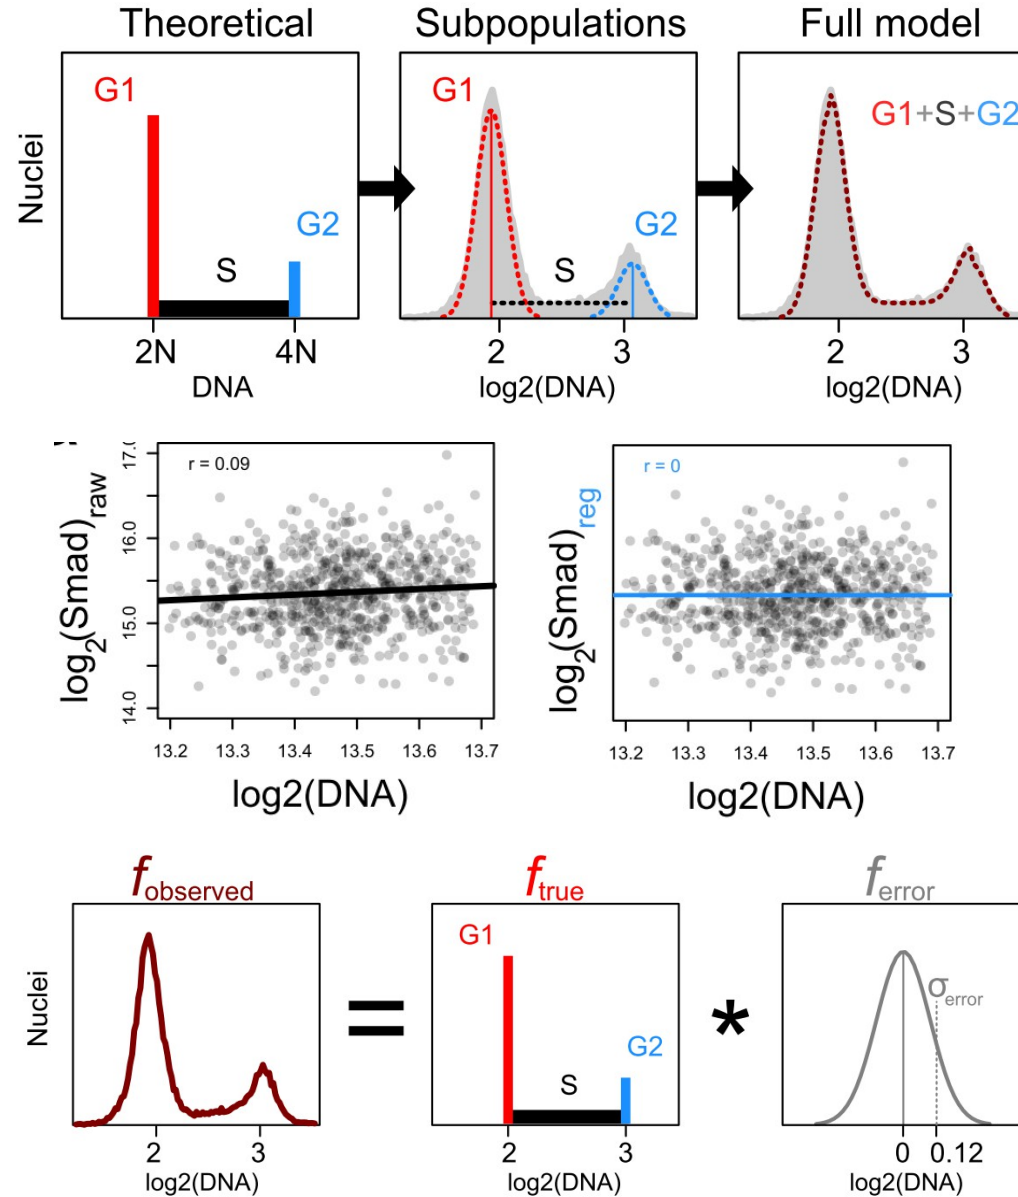 Theoretical
Subpopulations
Full model
Nuclei
G1
S
G2
2N
4N
DNA
G1
S
G2
2
3
log2(DNA)
G1+S+G2
2
3
log2(DNA)
log2(Smad)raw
17.0
16.0
15.0
14.0
r = 0.09
13.2 13.3 13.4 13.5 13.6 13.7
log2(DNA)
log2(Smad)reg
r = 0
13.2 13.3 13.4 13.5 13.6 13.7
log2(DNA)
fobserved
Nuclei
2
3
log2(DNA)
=
ftrue
G1
S
G2
2
3
log2(DNA)
*
ferror
σerror
0 0.12
log2(DNA)